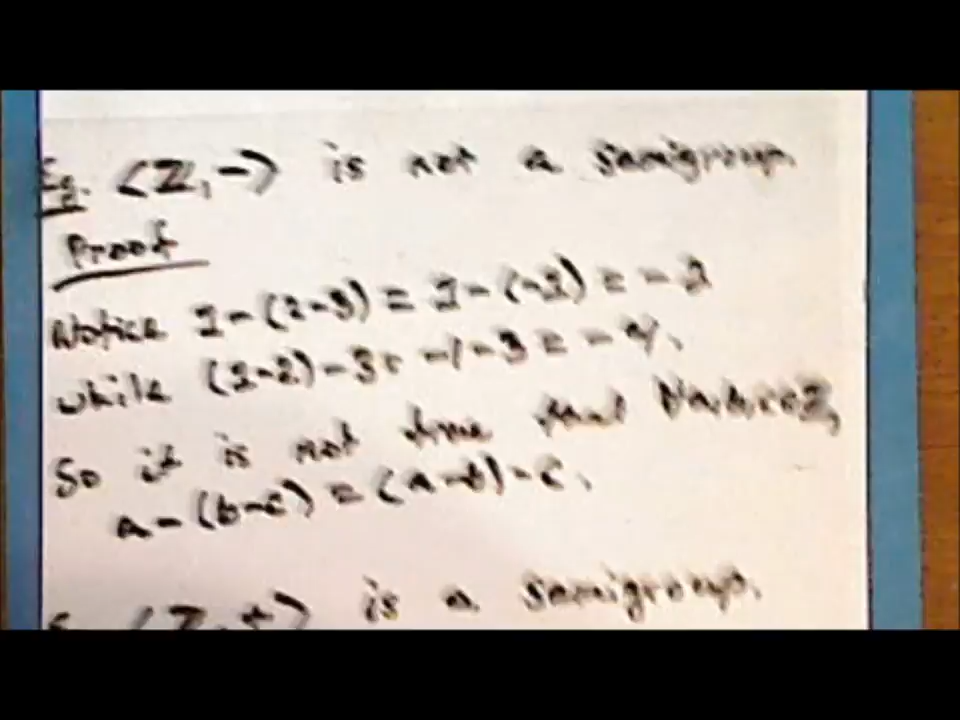 Eg. (Z, -) is not a semigroup.
Proof
Notice 1-(2-3) = 1-(-1) = -2
while (1-2)-3 = -1-3 = -4.
So it is not true that ∀a,b,c∈Z,
a-(b-c) = (a-b)-c.
(Z, +) is a semigroup.